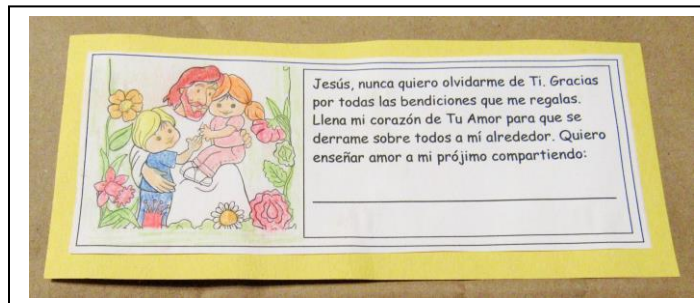 Jesús, nunca quiero olvidarme de Ti. Gracias
por todas las bendiciones que me regalas.
Llena mi corazón de Tu Amor para que se
derrame sobre todos a mí alrededor. Quiero
enseñar amor a mi prójimo compartiendo: